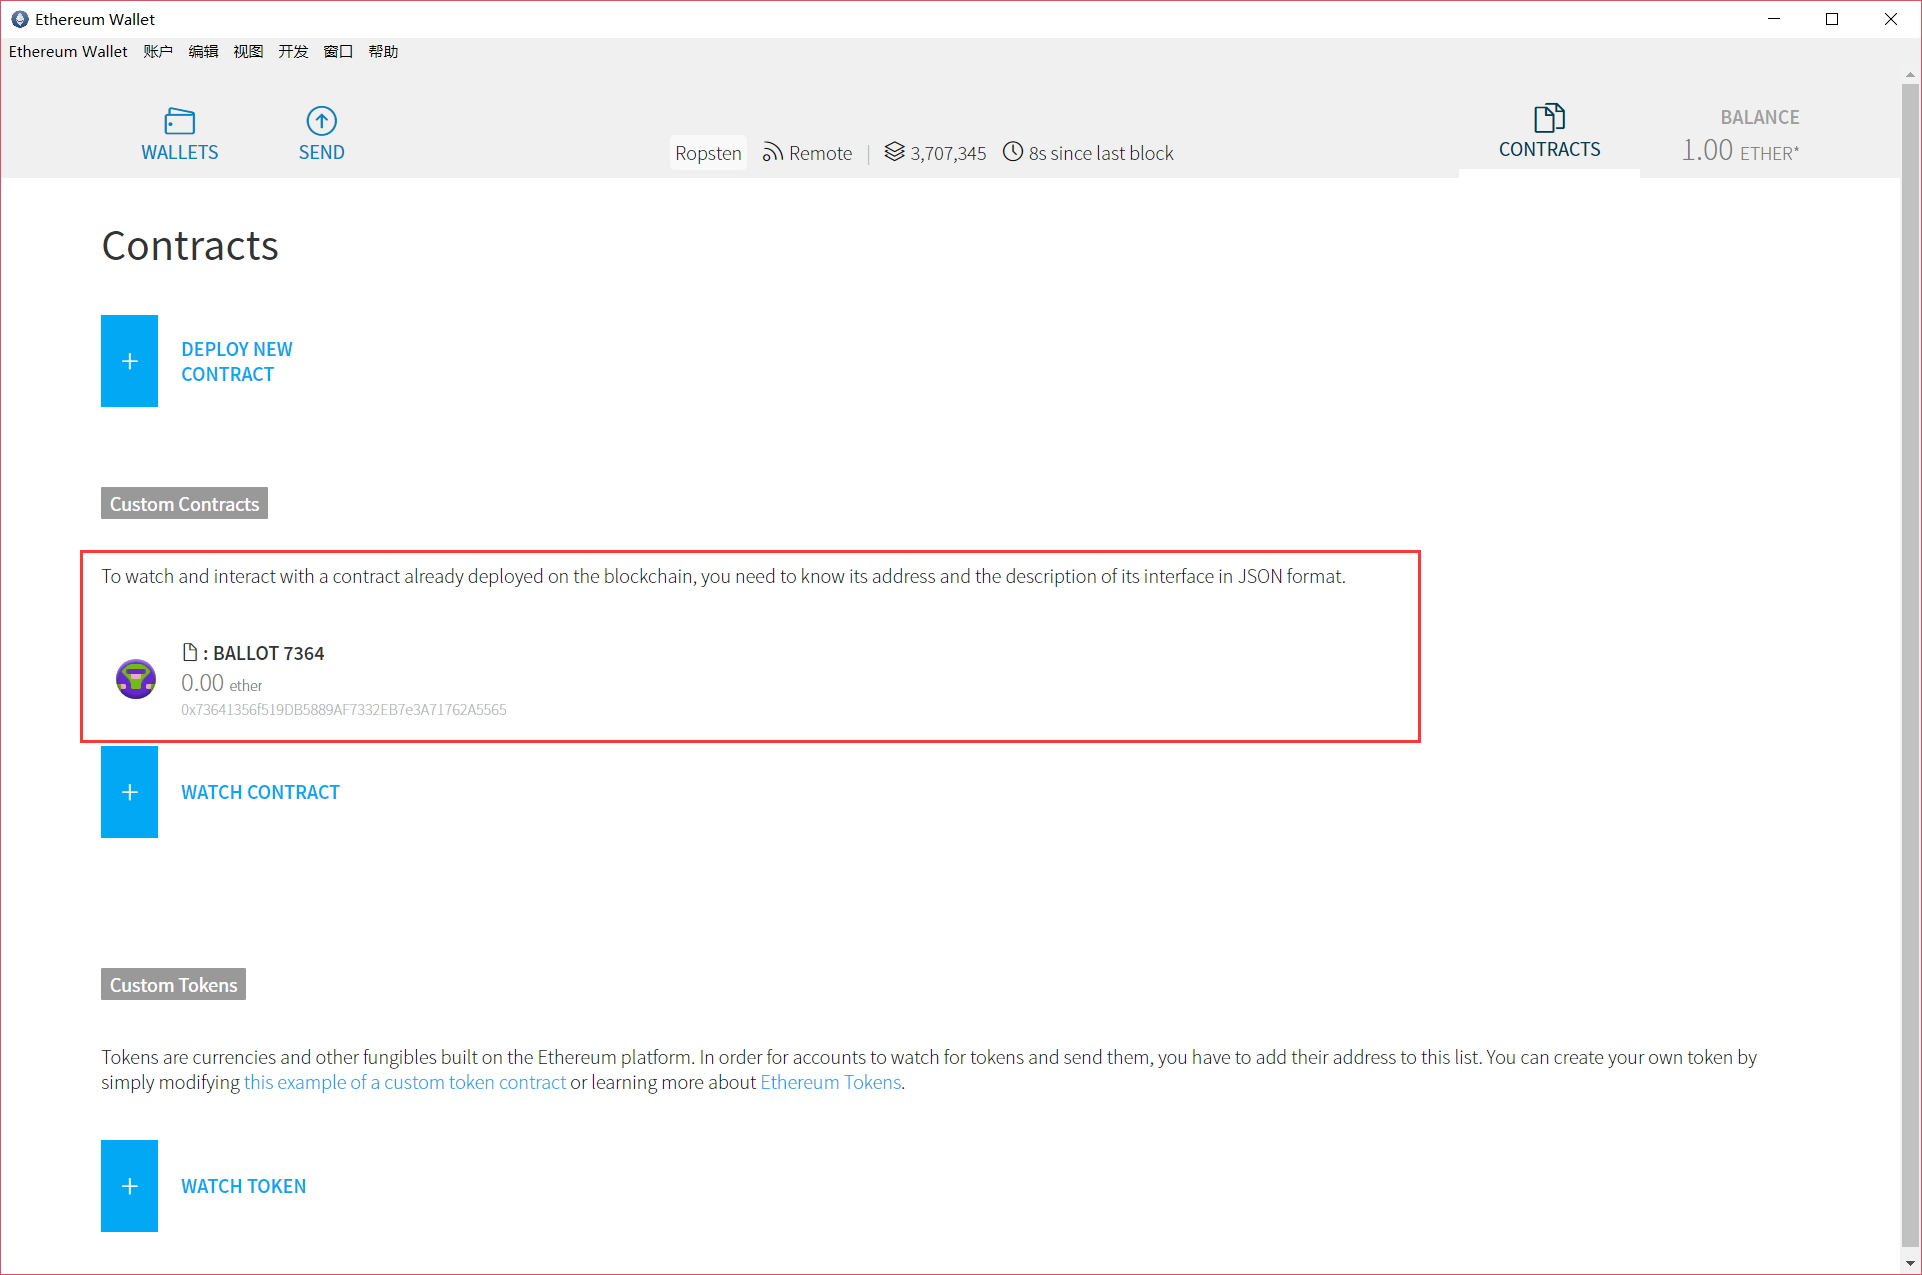 Ethereum Wallet
Ethereum Wallet 账户 编辑 视图 开发 窗口 帮助
WALLETS
SEND
Ropsten Remote | 3,707,345 8s since last block
CONTRACTS
BALANCE
1.00 ETHER*
Contracts
DEPLOY NEW
CONTRACT
Custom Contracts
To watch and interact with a contract already deployed on the blockchain, you need to know its address and the description of its interface in JSON format.
: BALLOT 7364
0.00 ether
0x73641356f519DB5889AF7332EB7e3A71762A5565
WATCH CONTRACT
Custom Tokens
Tokens are currencies and other fungibles built on the Ethereum platform. In order for accounts to watch for tokens and send them, you have to add their address to this list. You can create your own token by
simply modifying this example of a custom token contract or learning more about Ethereum Tokens.
WATCH TOKEN